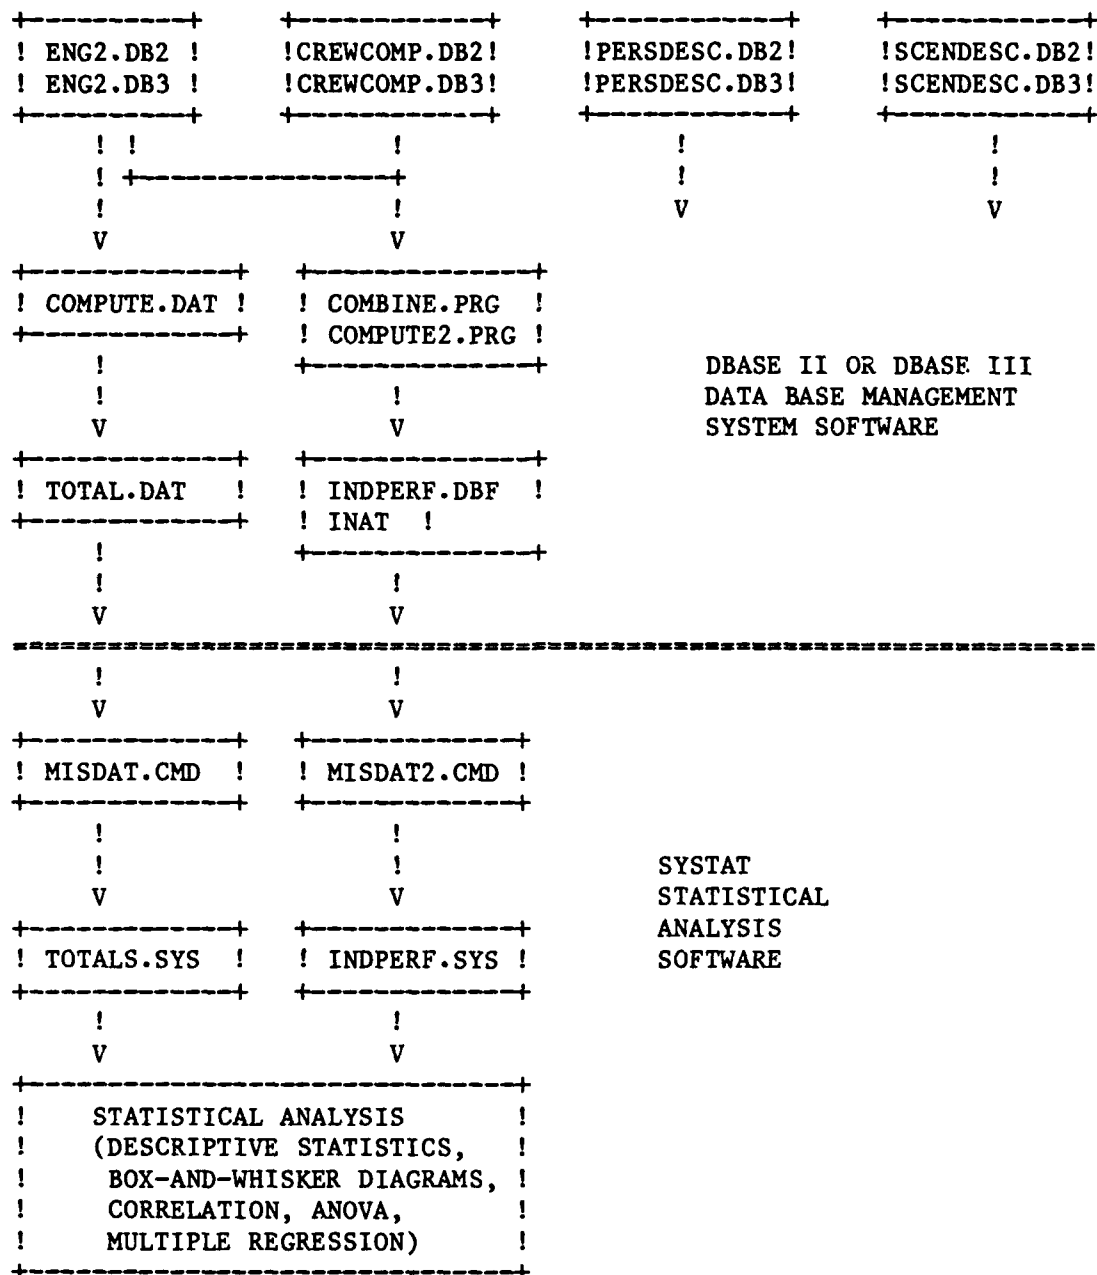 ENG2.DB2 CREWCOMP.DB2 PERSDESC.DB2 SCENDESC.DB2
ENG2.DB3 CREWCOMP.DB3 PERSDESC.DB3 SCENDESC.DB3
COMPUTE.DAT COMBINE.PRG
COMPUTE2.PRG
DBASE II OR DBASE III
DATA BASE MANAGEMENT
SYSTEM SOFTWARE
TOTAL.DAT INDPERF.DBF
INAT
MISDAT.CMD MISDAT2.CMD
SYSTAT
STATISTICAL
ANALYSIS
SOFTWARE
TOTALS.SYS INDPERF.SYS
STATISTICAL ANALYSIS
(DESCRIPTIVE STATISTICS,
BOX-AND-WHISKER DIAGRAMS,
CORRELATION, ANOVA,
MULTIPLE REGRESSION)